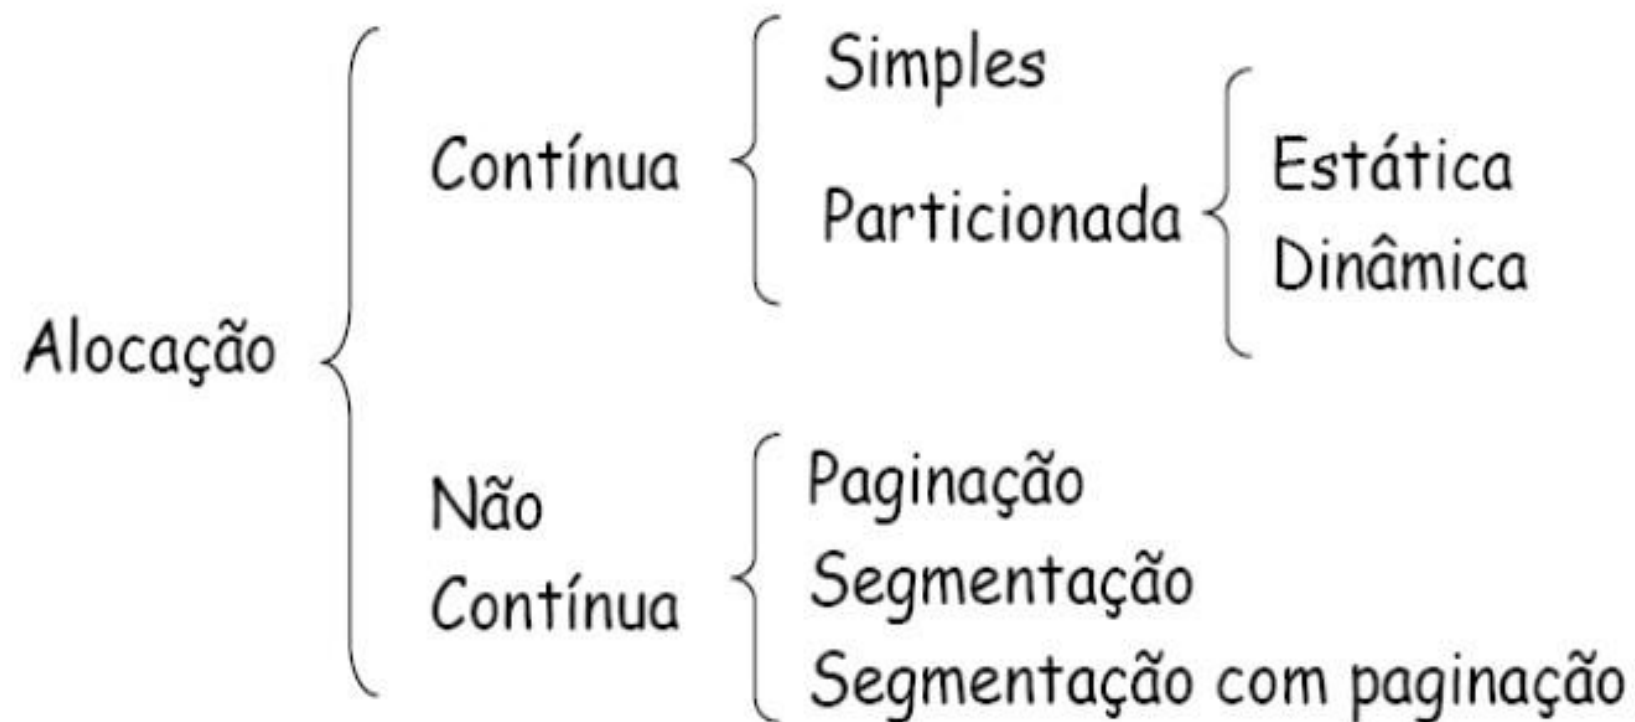 Alocação
Contínua
Simples
Particionada
Estática
Dinâmica
Não
Contínua
Paginação
Segmentação
Segmentação com paginação